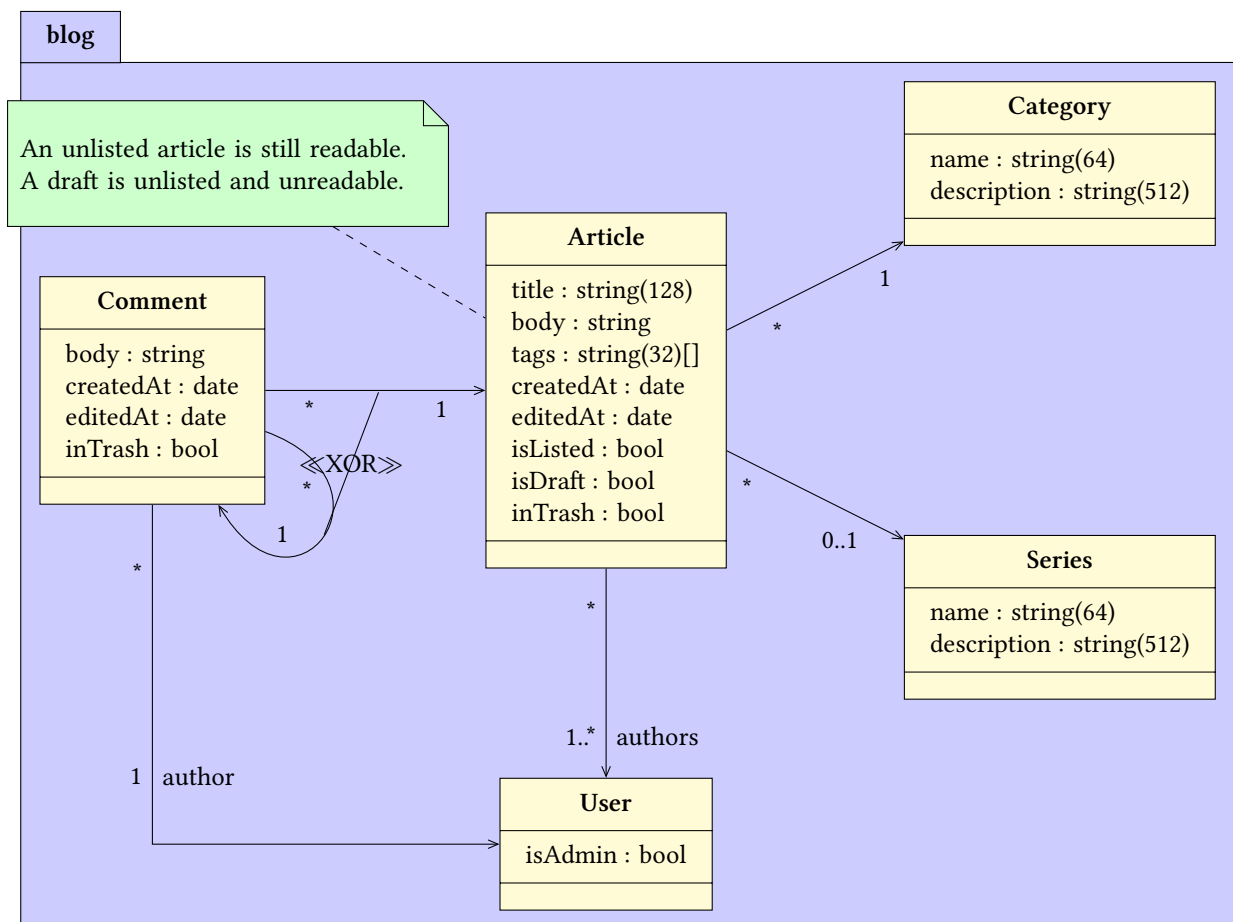 blog
An unlisted article is still readable.
A draft is unlisted and unreadable.
Category
name : string(64)
description : string(512)
Article
title : string(128)
body : string
tags : string(32)[]
createdAt : date
editedAt : date
isListed : bool
isDraft : bool
inTrash : bool
Comment
body : string
createdAt : date
editedAt : date
inTrash : bool
*
1
*
1
≪XOR≫
*
1
*
0..1
Series
name : string(64)
description : string(512)
*
*
1..*
authors
1
author
User
isAdmin : bool